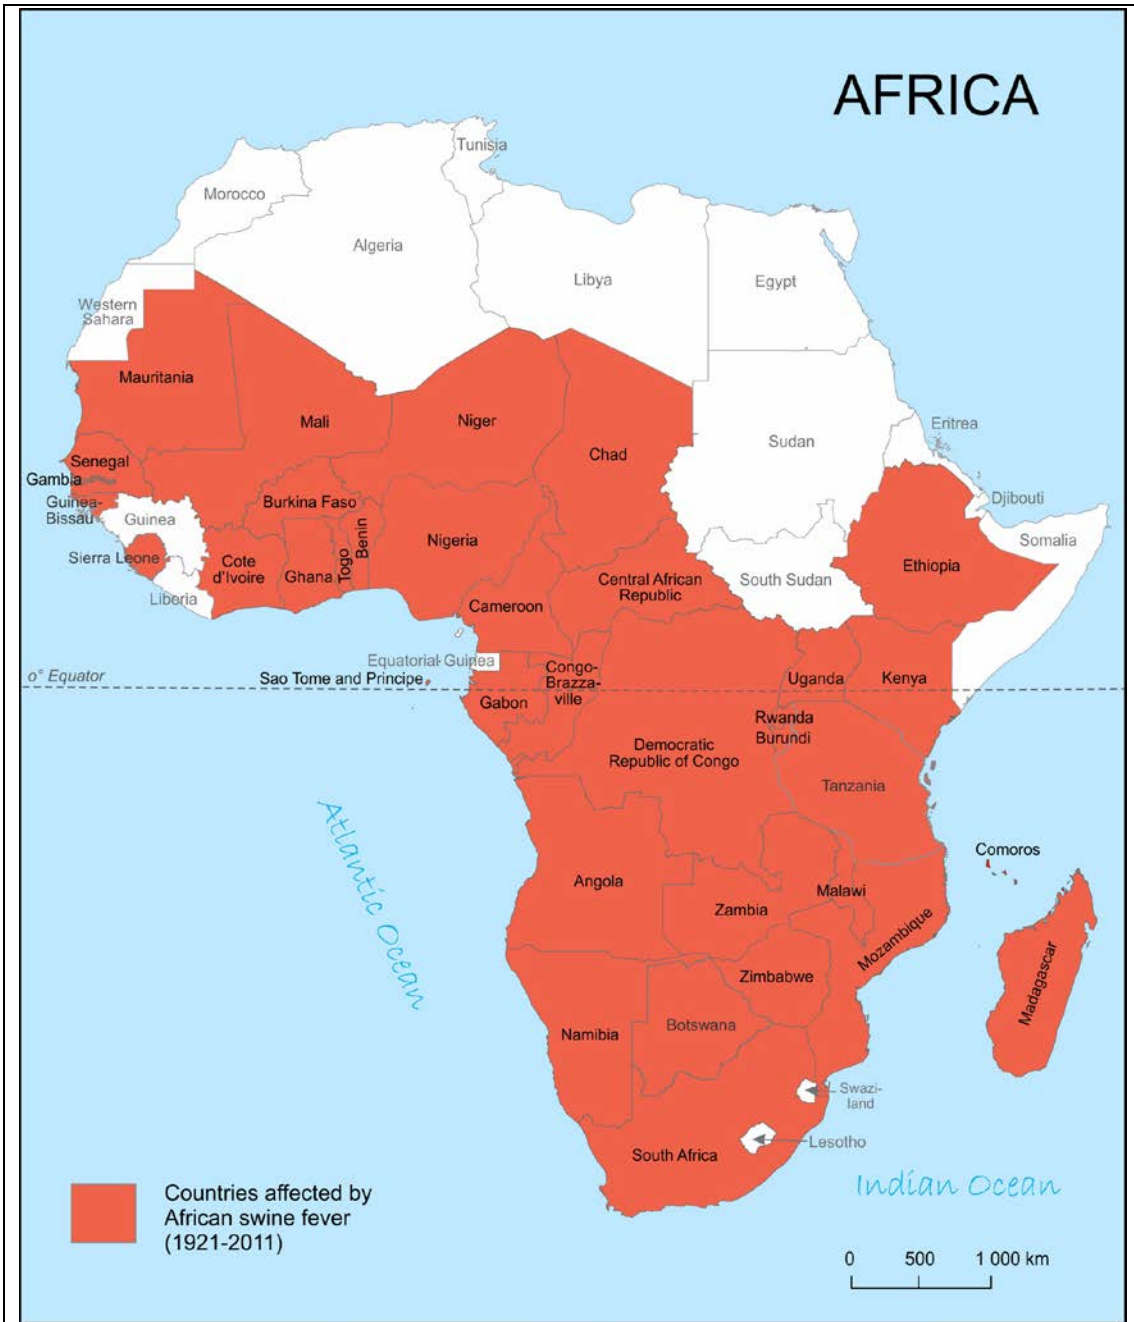 AFRICA
Tunisia
Morocco
Algeria
Libya
Egypt
Western
Sahara
Mauritania
Mali
Niger
Chad
Sudan
Eritrea
Senegal
Gambia
Guinea-
Bissau
Guinea
Burkina Faso
Djibouti
Sierra Leone
Cote
d'Ivoire
Ghana
Togo
Benin
Nigeria
Somalia
Ethiopia
South Sudan
Central African
Republic
Liberia
Cameroon
Equatorial-Guinea
o° Equator
Sao Tome and Principe
Congo-
Brazza-
ville
Gabon
Uganda
Kenya
Rwanda
Burundi
Democratic
Republic of Congo
Tanzania
Atlantic Ocean
Comoros
Angola
Malawi
Zambia
Mozambique
Madagascar
Zimbabwe
Namibia
Botswana
Swazi-
land
Lesotho
South Africa
Indian Ocean
Countries affected by
African swine fever
(1921-2011)
0 500 1 000 km